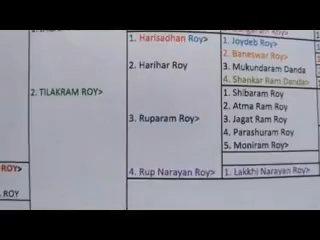 1. Harisadhan Roy>
2. Harihar Roy
3. Ruparam Roy>
4. Rup Narayan Roy>
2. TILAKRAM ROY>
1. Joydeb Roy>
2. Baneswar Roy>
3. Mukundaram Danda
4. Shankar Ram Danda>
1. Shibaram Roy
2. Atma Ram Roy
3. Jagat Ram Roy
4. Parashuram Roy
5. Moniram Roy>
1. Lakkhi Narayan Roy>
ROY>
ROY